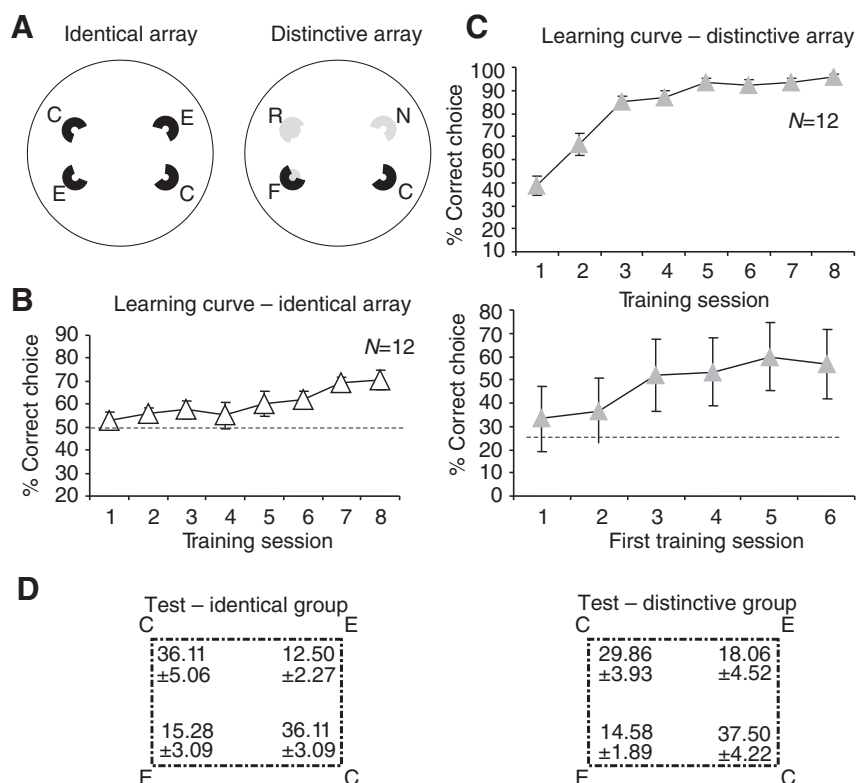 A
Identical array
Distinctive array
C
E
E
C
R
N
F
C
C
Learning curve – distinctive array
% Correct choice
100
90
80
70
60
50
40
30
20
10
N=12
1 2 3 4 5 6 7 8
Training session
B
Learning curve – identical array
% Correct choice
90
80
70
60
50
40
30
20
N=12
1 2 3 4 5 6 7 8
Training session
% Correct choice
80
70
60
50
40
30
20
10
0
1 2 3 4 5 6
First training session
D
Test – identical group
C E
36.11 12.50
±5.06 ±2.27
15.28 36.11
±3.09 ±3.09
E C
Test – distinctive group
C E
29.86 18.06
±3.93 ±4.52
14.58 37.50
±1.89 ±4.22
E C